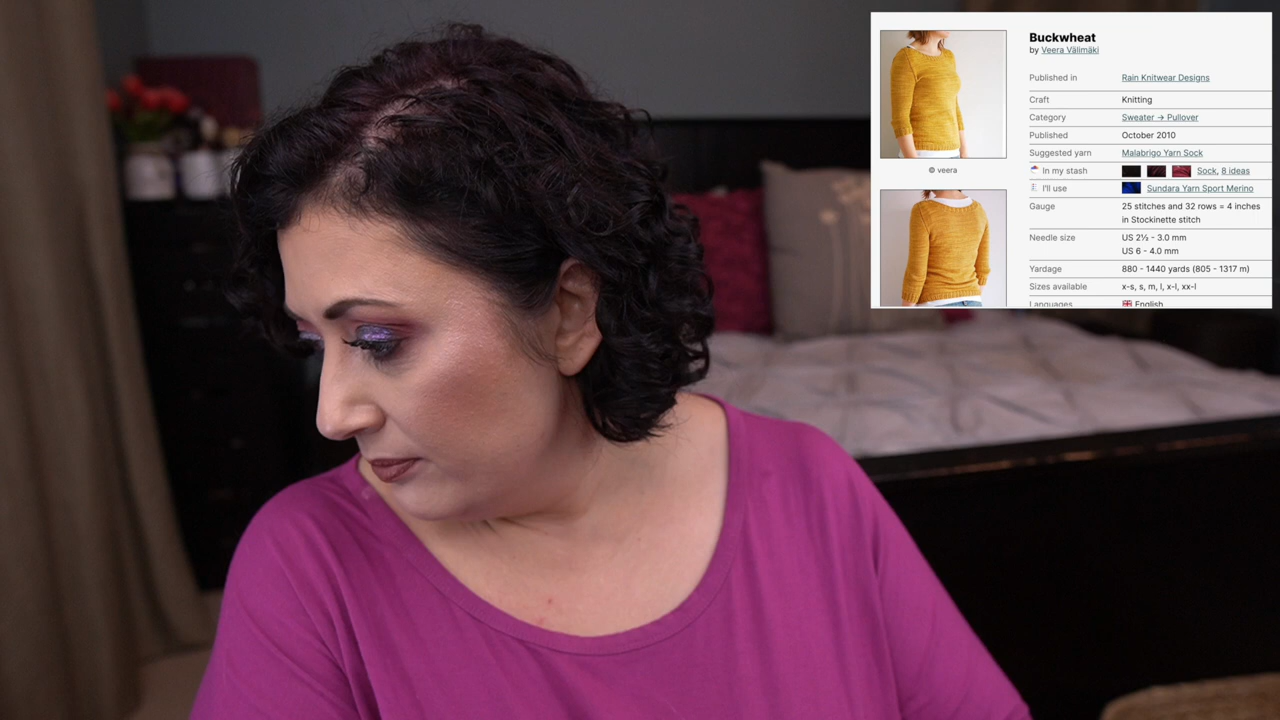 Buckwheat
by Veera Välimäki
© veera
Published in Rain Knitwear Designs
Craft Knitting
Category Sweater → Pullover
Published October 2010
Suggested yarn Malabrigo Yarn Sock
In my stash Sock, 8 ideas
I'll use Sundara Yarn Sport Merino
Gauge 25 stitches and 32 rows = 4 inches
in Stockinette stitch
Needle size US 2½ - 3.0 mm
US 6 - 4.0 mm
Yardage 880 - 1440 yards (805 - 1317 m)
Sizes available x-s, s, m, l, x-l, xx-l
Languages English